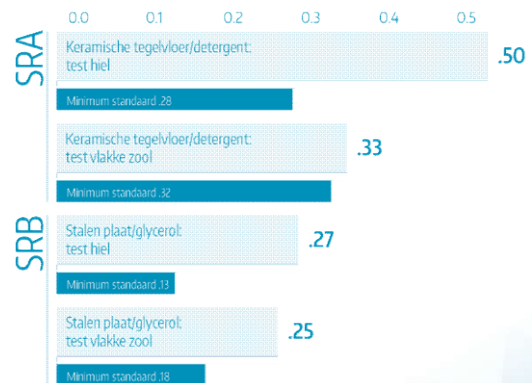 0.0 0.1 0.2 0.3 0.4 0.5
SRA
Keramische tegelvloer/detergent:
test hiel
.50
Minimum standaard .28
Keramische tegelvloer/detergent:
test vlakke zool
.33
Minimum standaard .32
SRB
Stalen plaat/glycerol:
test hiel
.27
Minimum standaard .13
Stalen plaat/glycerol:
test vlakke zool
.25
Minimum standaard .18